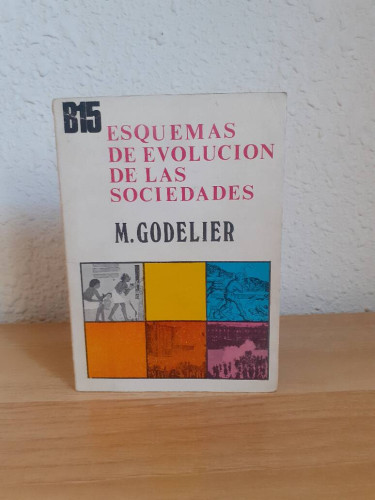 B15
ESQUEMAS
DE EVOLUCION
DE LAS
SOCIEDADES
M. GODELIER